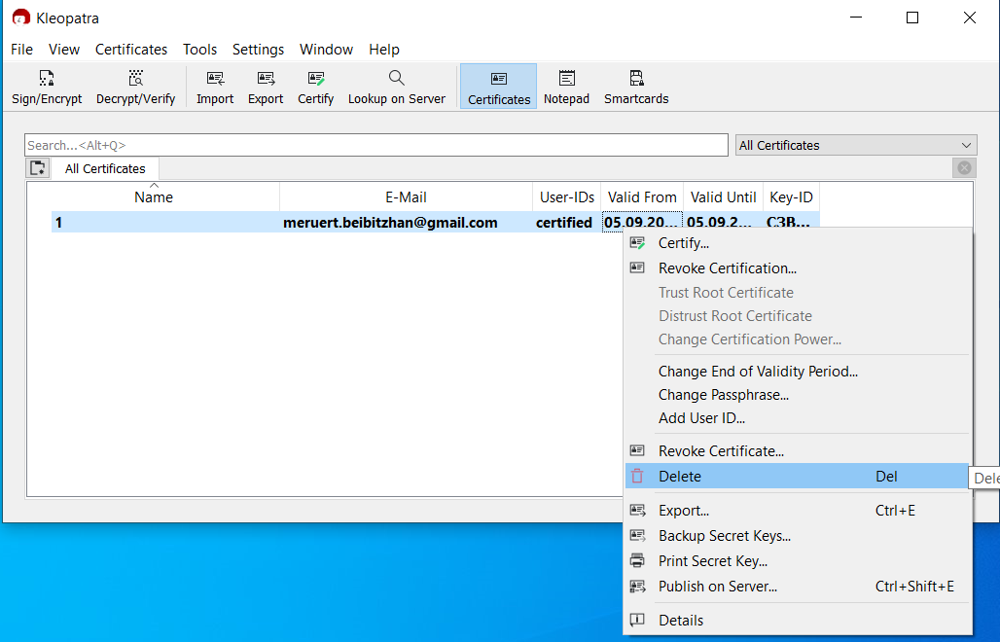 Kleopatra
File View Certificates Tools Settings Window Help
Sign/Encrypt Decrypt/Verify Import Export Certify Lookup on Server Certificates Notepad Smartcards
Search...<Alt+Q> All Certificates
All Certificates
Name E-Mail User-IDs Valid From Valid Until Key-ID
1 meruert.beibitzhan@gmail.com certified 05.09.20... 05.09.2... C3B...
Certify...
Revoke Certification...
Trust Root Certificate
Distrust Root Certificate
Change Certification Power...
Change End of Validity Period...
Change Passphrase...
Add User ID...
Revoke Certificate...
Delete Del Dele
Export... Ctrl+E
Backup Secret Keys...
Print Secret Key...
Publish on Server... Ctrl+Shift+E
Details